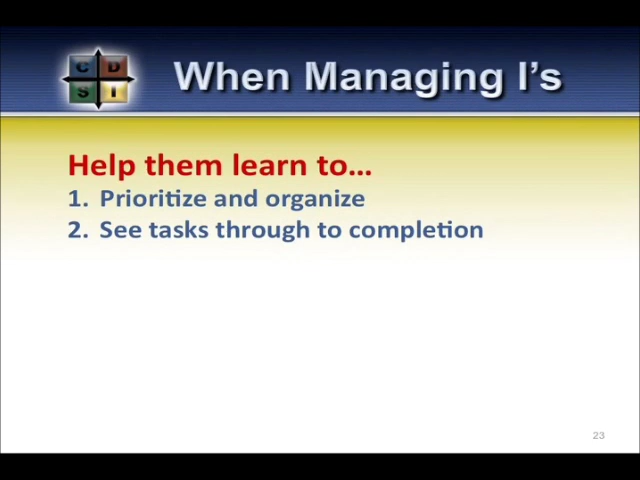 C D
S I
When Managing I's
Help them learn to...
1. Prioritize and organize
2. See tasks through to completion
23